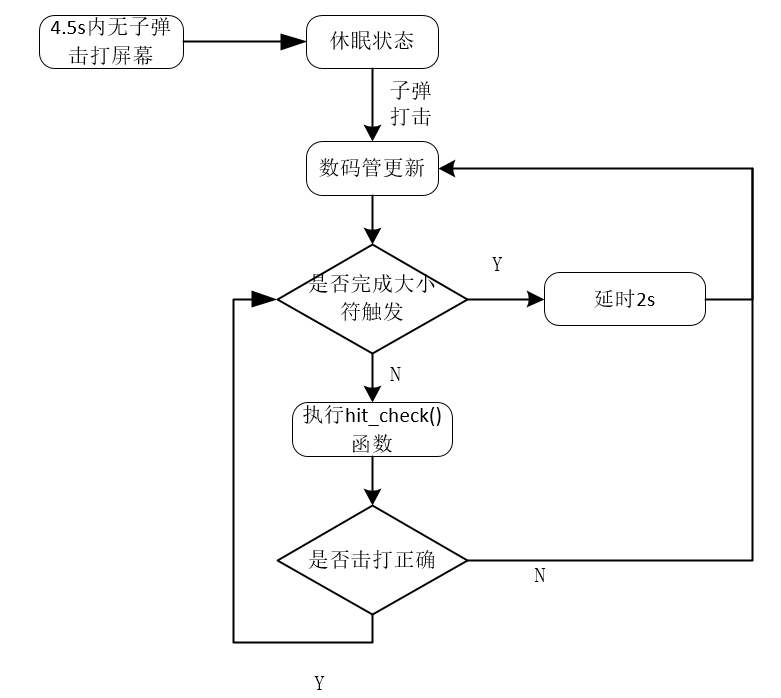 4.5s内无子弹
击打屏幕
休眠状态
子弹
打击
数码管更新
是否完成大小
符触发
Y
延时2s
N
执行hit_check()
函数
是否击打正确
N
Y